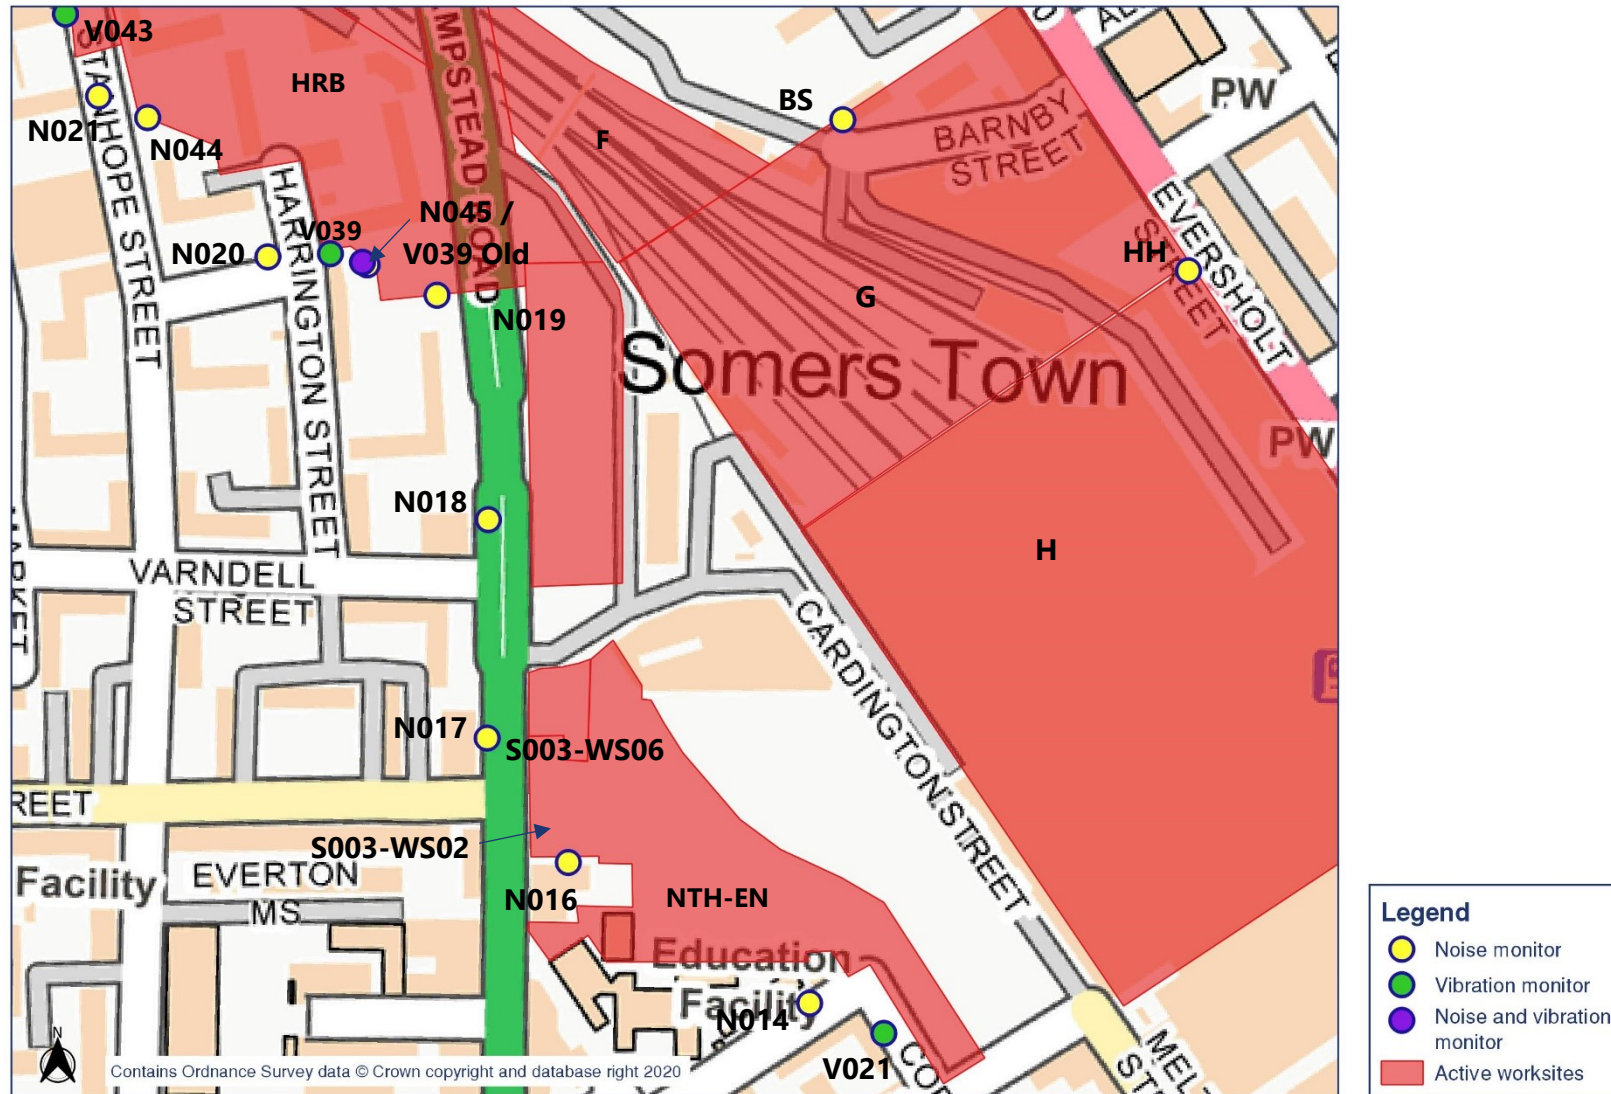 V043
STANHOPE STREET
N021
N044
HRB
HAMPSTEAD ROAD
F
BS
BARNBY
STREET
PW
EVERSHOLT
STREET
HH
HARRINGTON STREET
N020
V039
N045 /
V039 Old
N019
G
Somers Town
PW
N018
H
VARNDELL
STREET
CARDINGTON STREET
N017
S003-WS06
REET
S003-WS02
EVERTON
MS
Facility
N016
NTH-EN
Education
Facility
N014
V021
N
Contains Ordnance Survey data © Crown copyright and database right 2020
Legend
Noise monitor
Vibration monitor
Noise and vibration
monitor
Active worksites